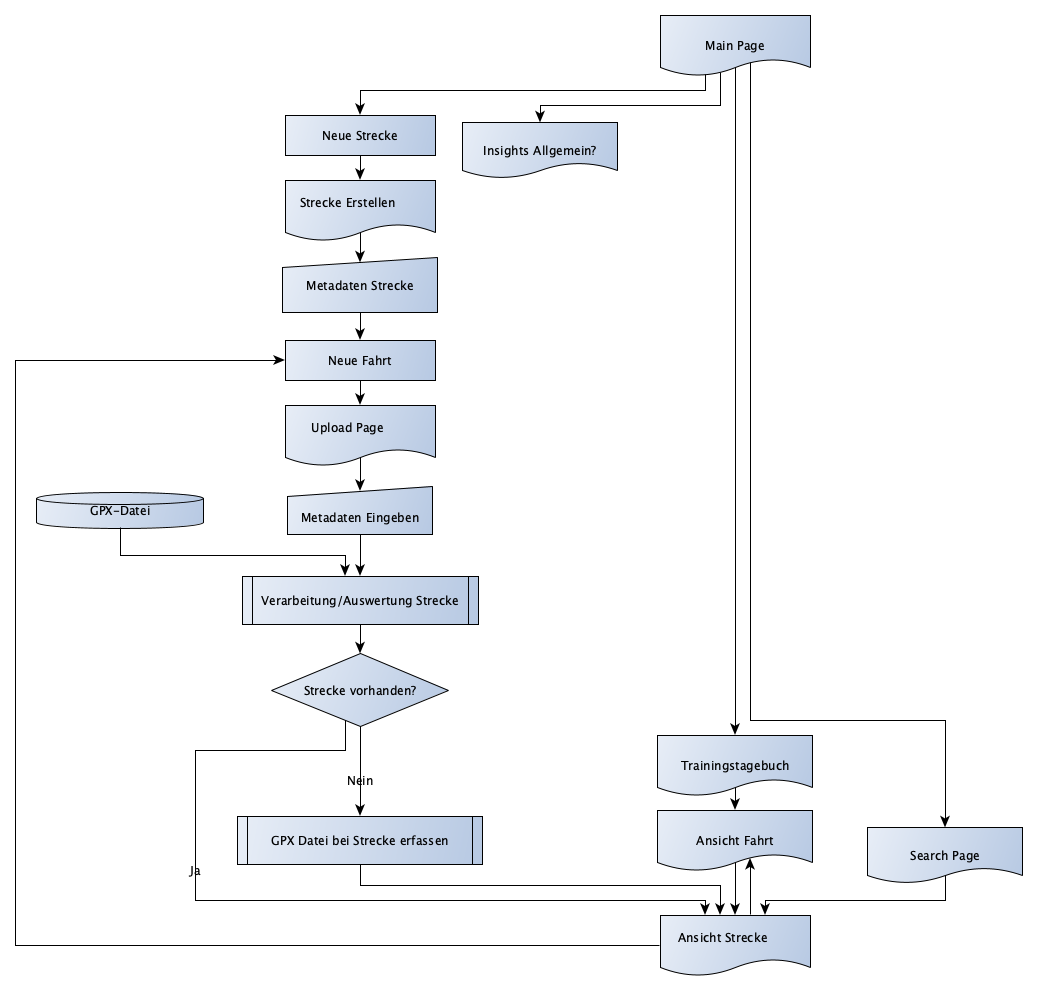 Main Page
Neue Strecke
Insights Allgemein?
Strecke Erstellen
Metadaten Strecke
Neue Fahrt
Upload Page
GPX-Datei
Metadaten Eingeben
Verarbeitung/Auswertung Strecke
Strecke vorhanden?
Trainingstagebuch
Nein
GPX Datei bei Strecke erfassen
Ansicht Fahrt
Search Page
Ja
Ansicht Strecke